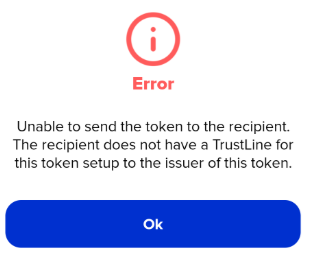 Error
Unable to send the token to the recipient.
The recipient does not have a TrustLine for
this token setup to the issuer of this token.
Ok